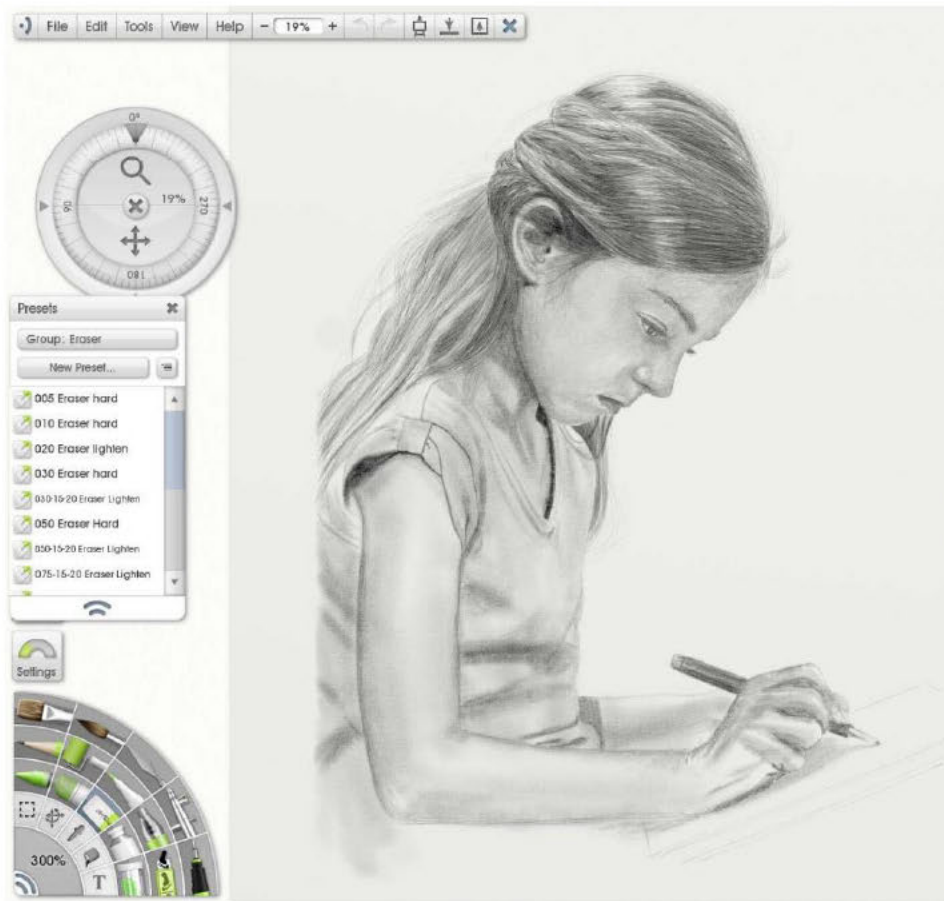 File Edit Tools View Help − 19% +
0°
19%
90
270
180
Presets
Group: Eraser
New Preset...
005 Eraser hard
010 Eraser hard
020 Eraser lighten
030 Eraser hard
030-15-20 Eraser Lighten
050 Eraser Hard
050-15-20 Eraser Lighten
075-15-20 Eraser Lighten
Settings
300%
T